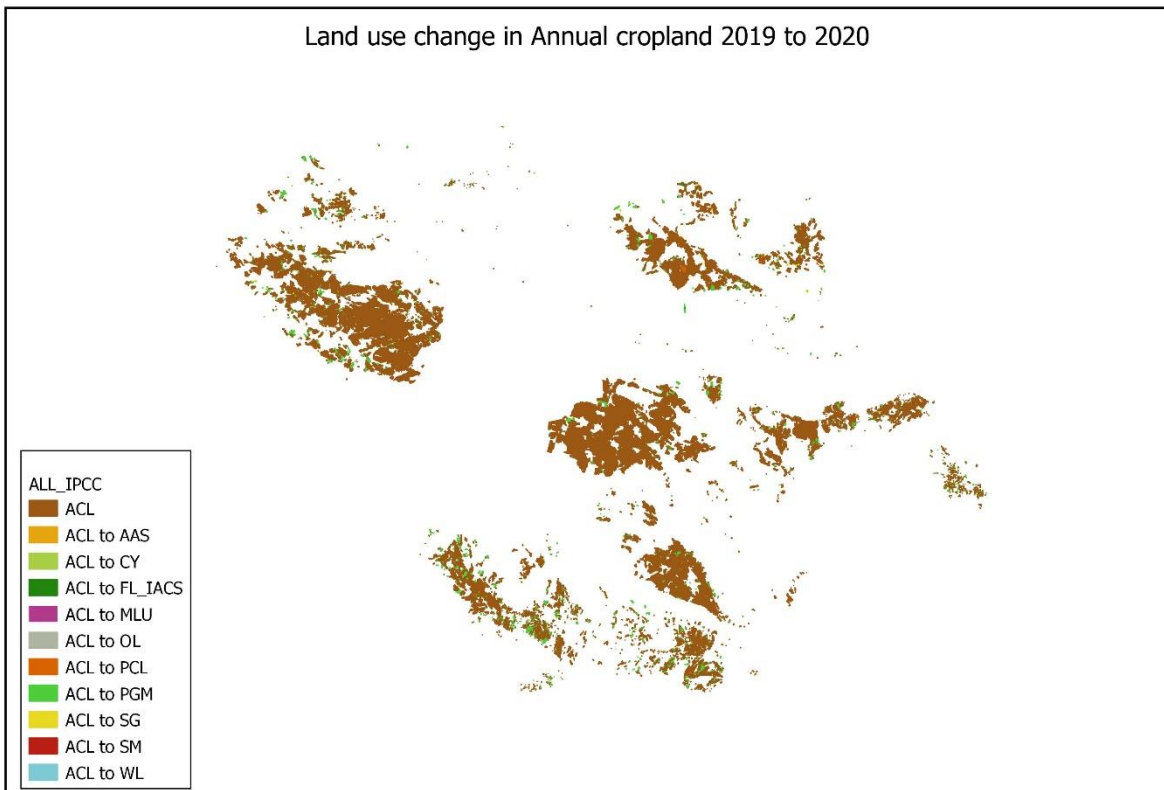 Land use change in Annual cropland 2019 to 2020
ALL_IPCC
ACL
ACL to AAS
ACL to CY
ACL to FL_IACS
ACL to MLU
ACL to OL
ACL to PCL
ACL to PGM
ACL to SG
ACL to SM
ACL to WL